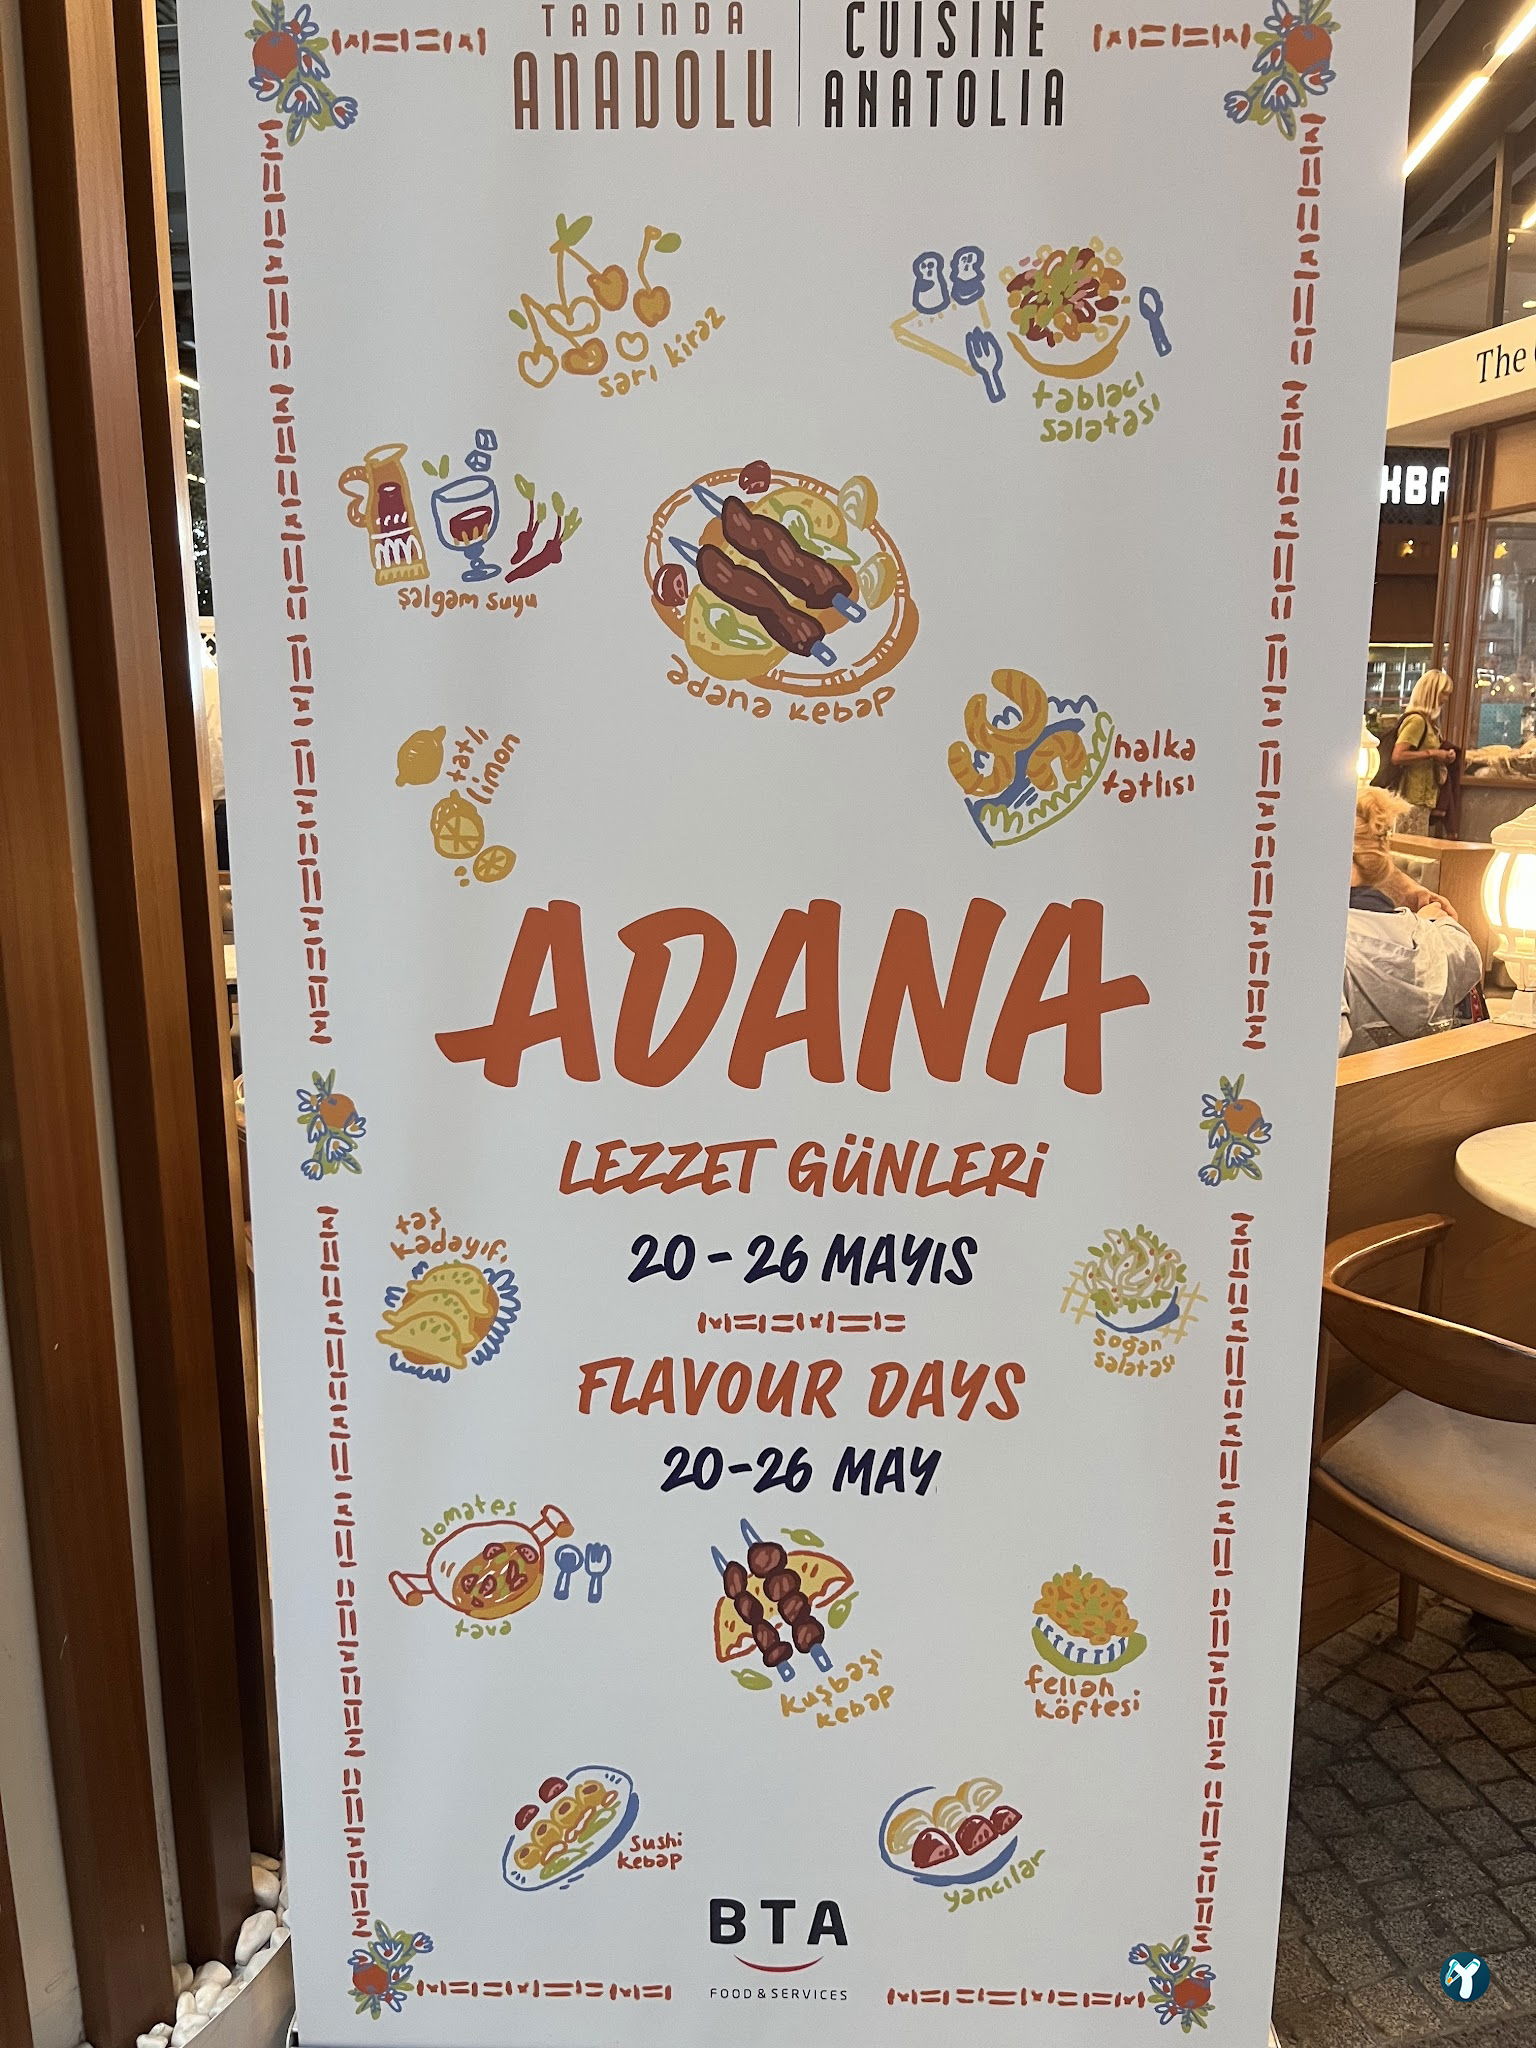 TADINDA
ANADOLU
CUISINE
ANATOLIA
sarı kiraz
tablacı
salatası
şalgam suyu
adana kebap
tatlı
limon
halka
tatlısı
The
KBA
ADANA
LEZZET GÜNLERİ
20 - 26 MAYIS
FLAVOUR DAYS
20-26 MAY
taş
kadayıf.
soğan
salatası
domates
tava
kuşbaşı
kebap
fellah
köftesi
sushi
kebap
yancılar
BTA
FOOD & SERVICES